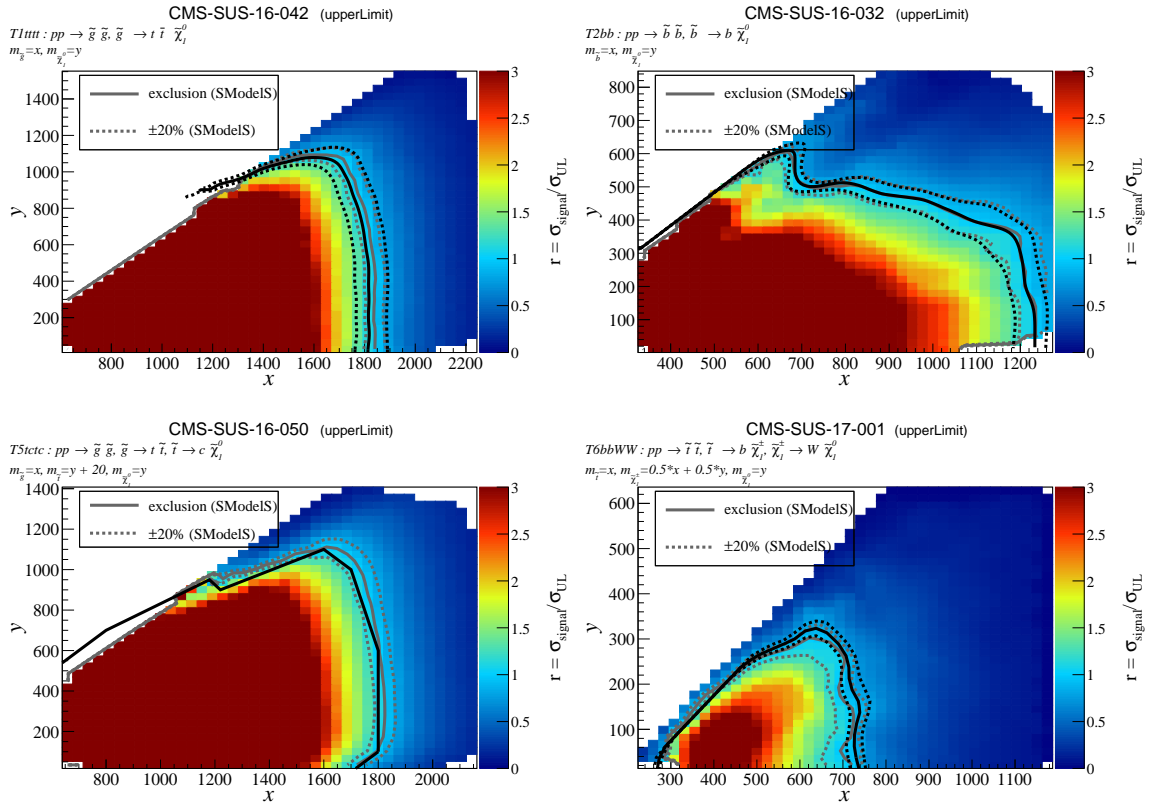 CMS-SUS-16-042 (upperLimit)
T1tttt : pp → g̃ g̃, g̃ → t t̄ χ̃₁⁰
m_g̃=x, m_χ̃₁⁰=y
exclusion (SModelS)
±20% (SModelS)
1400
1200
1000
800
600
400
200
y
800 1000 1200 1400 1600 1800 2000 2200
x
3
2.5
2
1.5
1
0.5
0
r = σ_signal/σ_UL
CMS-SUS-16-032 (upperLimit)
T2bb : pp → b̃ b̃, b̃ → b χ̃₁⁰
m_b̃=x, m_χ̃₁⁰=y
exclusion (SModelS)
±20% (SModelS)
800
700
600
500
400
300
200
100
y
400 500 600 700 800 900 1000 1100 1200
x
3
2.5
2
1.5
1
0.5
0
r = σ_signal/σ_UL
CMS-SUS-16-050 (upperLimit)
T5tctc : pp → g̃ g̃, g̃ → t t̃, t̃ → c χ̃₁⁰
m_g̃=x, m_t̃=y + 20, m_χ̃₁⁰=y
exclusion (SModelS)
±20% (SModelS)
1400
1200
1000
800
600
400
200
y
800 1000 1200 1400 1600 1800 2000
x
3
2.5
2
1.5
1
0.5
0
r = σ_signal/σ_UL
CMS-SUS-17-001 (upperLimit)
T6bbWW : pp → t̃ t̃, t̃ → b χ̃₁^±, χ̃₁^± → W χ̃₁⁰
m_t̃=x, m_χ̃₁^±=0.5*x + 0.5*y, m_χ̃₁⁰=y
exclusion (SModelS)
±20% (SModelS)
600
500
400
300
200
100
y
300 400 500 600 700 800 900 1000 1100
x
3
2.5
2
1.5
1
0.5
0
r = σ_signal/σ_UL